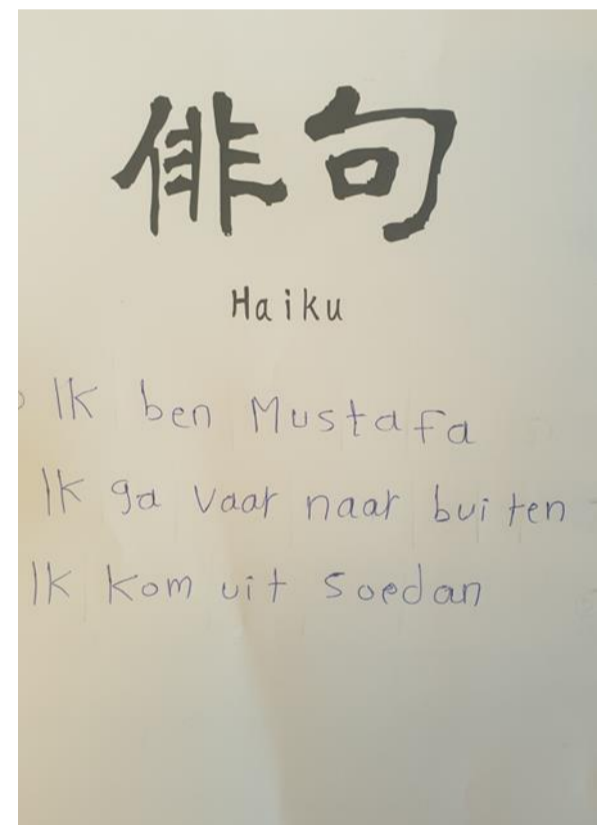 俳句
Haiku
Ik ben Mustafa
Ik ga vaar naar buiten
Ik kom uit Soedan